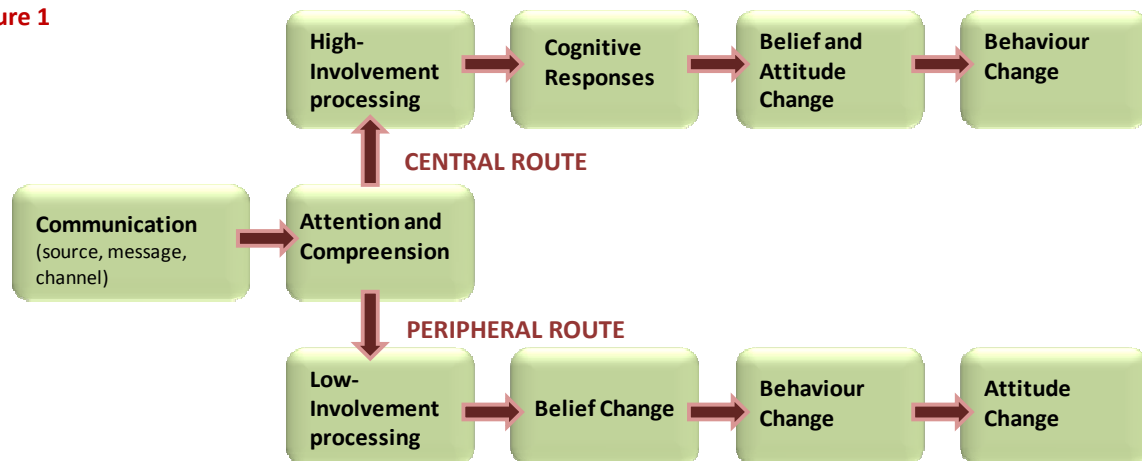 ure 1
High-
Involvement
processing
Cognitive
Responses
Belief and
Attitude
Change
Behaviour
Change
CENTRAL ROUTE
Communication
(source, message,
channel)
Attention and
Compreension
PERIPHERAL ROUTE
Low-
Involvement
processing
Belief Change
Behaviour
Change
Attitude
Change